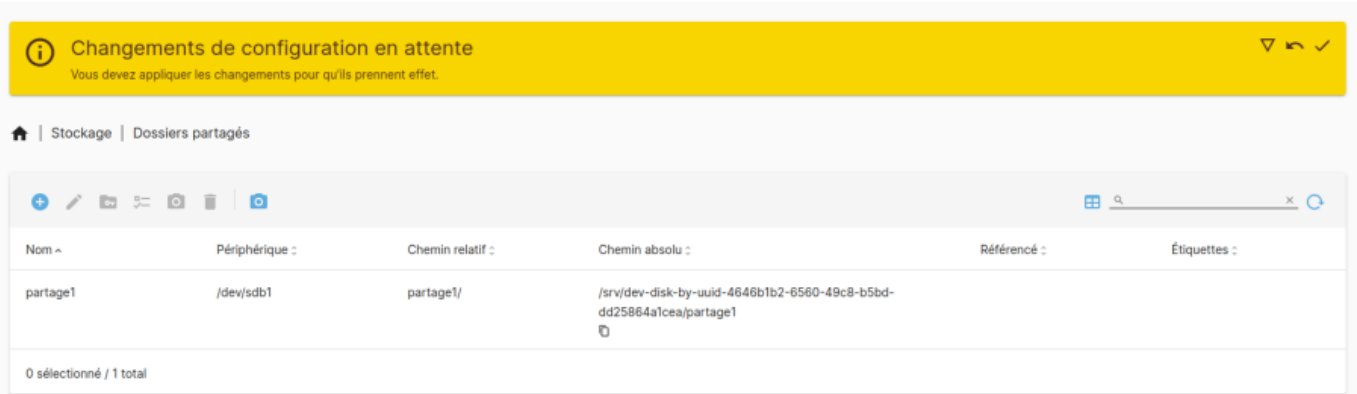 Changements de configuration en attente
Vous devez appliquer les changements pour qu'ils prennent effet.
| Stockage | Dossiers partagés
Nom Périphérique Chemin relatif Chemin absolu Référencé Étiquettes
partage1 /dev/sdb1 partage1/ /srv/dev-disk-by-uuid-4646b1b2-6560-49c8-b5bd-
dd25864a1cea/partage1
0 sélectionné / 1 total